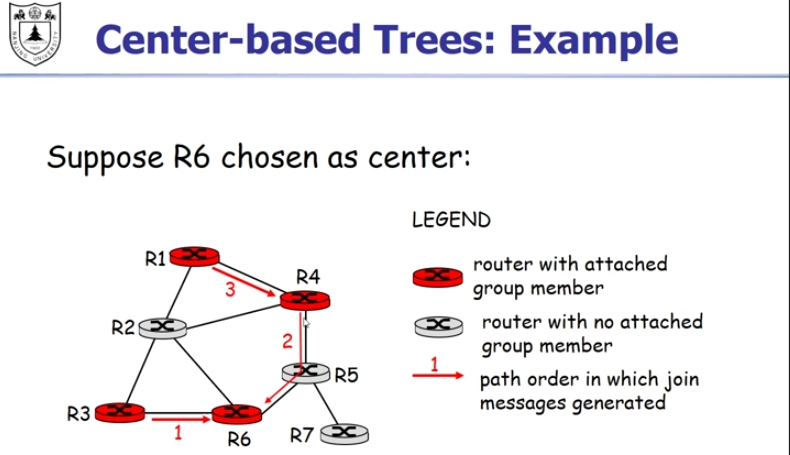 Center-based Trees: Example
Suppose R6 chosen as center:
LEGEND
R1
R4
3
R2
2
R5
R3
1
R6
R7
router with attached
group member
router with no attached
group member
1
path order in which join
messages generated